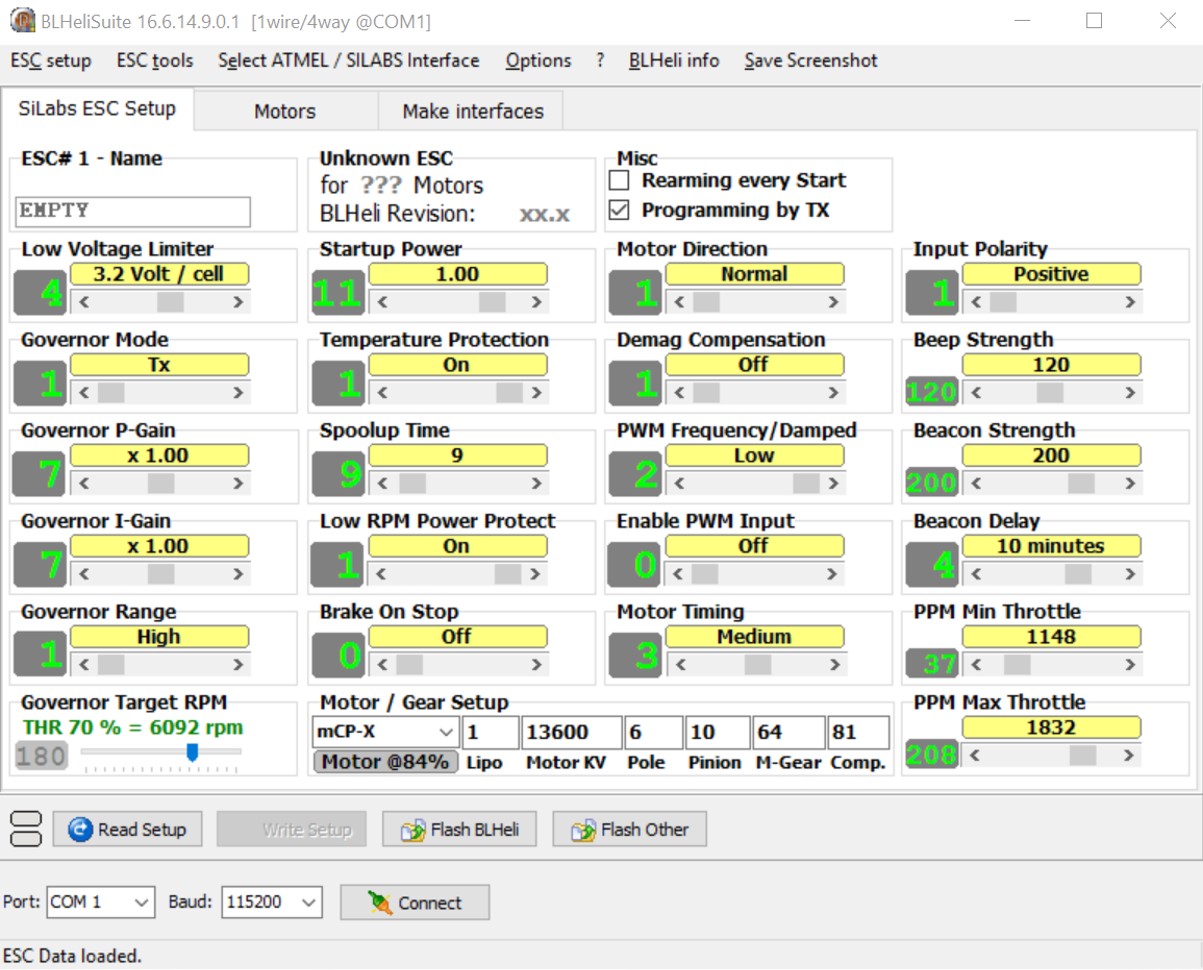 BLHeliSuite 16.6.14.9.0.1 [1wire/4way @COM1]
ESC setup ESC tools Select ATMEL / SILABS Interface Options ? BLHeli info Save Screenshot
SiLabs ESC Setup Motors Make interfaces
ESC# 1 - Name
EMPTY
Unknown ESC
for ??? Motors
BLHeli Revision: xx.x
Misc
Rearming every Start
Programming by TX
Low Voltage Limiter
3.2 Volt / cell
4
Startup Power
1.00
11
Motor Direction
Normal
1
Input Polarity
Positive
1
Governor Mode
Tx
1
Temperature Protection
On
1
Demag Compensation
Off
1
Beep Strength
120
120
Governor P-Gain
x 1.00
7
Spoolup Time
9
9
PWM Frequency/Damped
Low
2
Beacon Strength
200
200
Governor I-Gain
x 1.00
7
Low RPM Power Protect
On
1
Enable PWM Input
Off
0
Beacon Delay
10 minutes
4
Governor Range
High
1
Brake On Stop
Off
0
Motor Timing
Medium
3
PPM Min Throttle
1148
37
Governor Target RPM
THR 70 % = 6092 rpm
180
Motor / Gear Setup
mCP-X 1 13600 6 10 64 81
Motor @84% Lipo Motor KV Pole Pinion M-Gear Comp.
PPM Max Throttle
1832
208
Read Setup Write Setup Flash BLHeli Flash Other
Port: COM 1 Baud: 115200 Connect
ESC Data loaded.